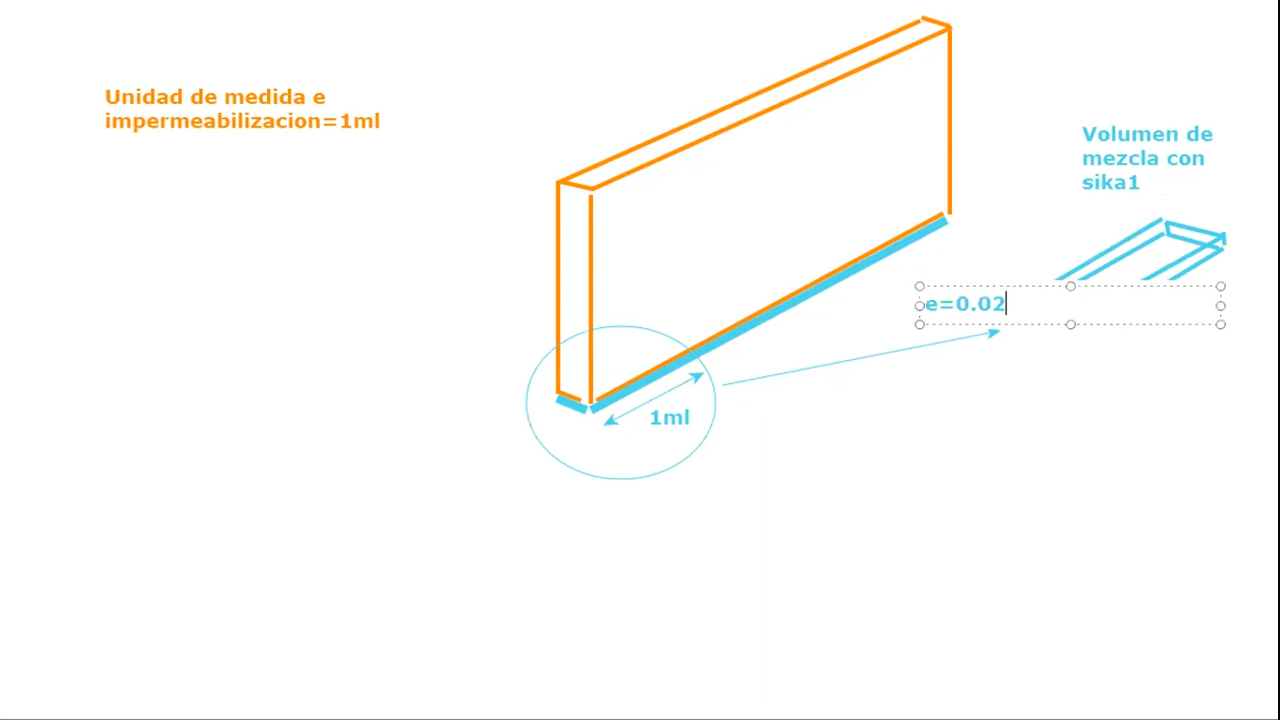 Unidad de medida e
impermeabilizacion=1ml
Volumen de
mezcla con
sika1
e=0.02
1ml